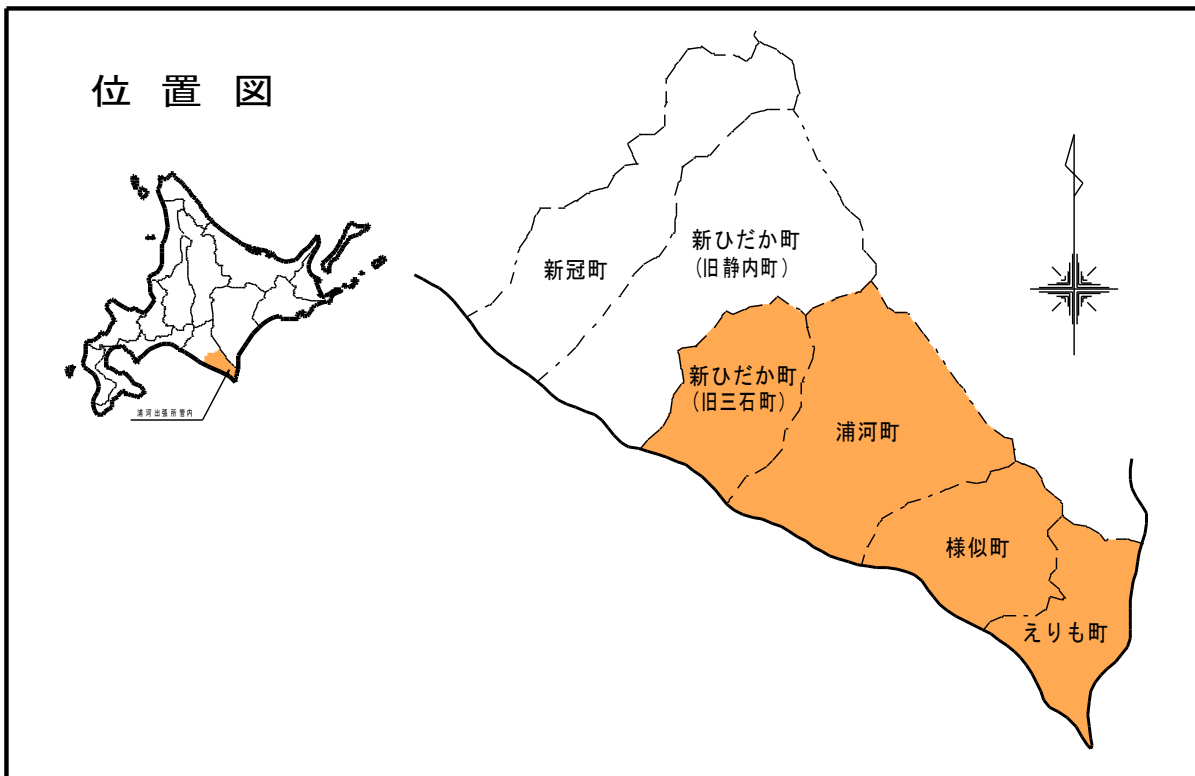 位置図
新ひだか町
(旧静内町)
新冠町
新ひだか町
(旧三石町)
浦河出張所管内
浦河町
様似町
えりも町